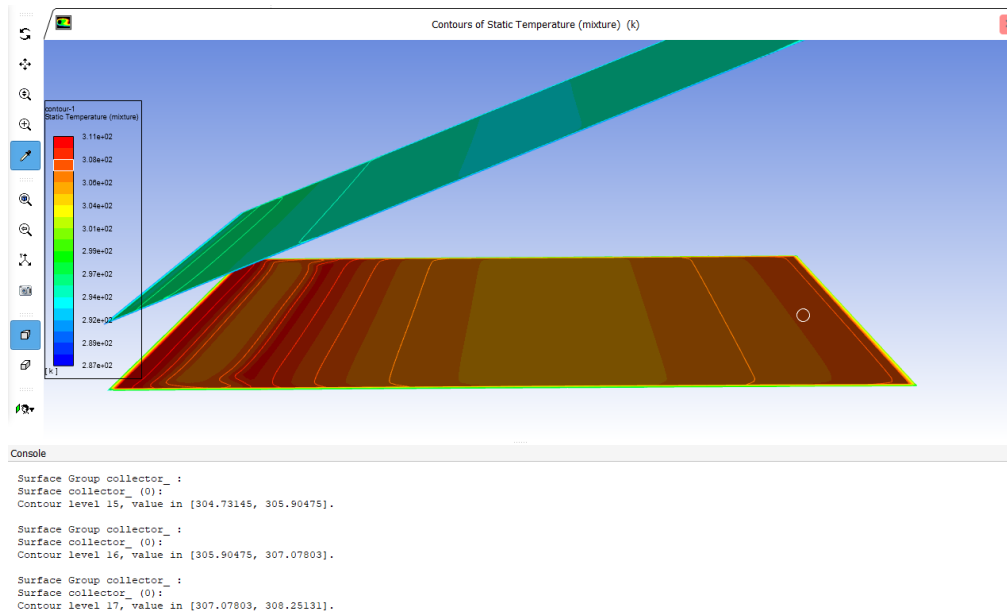 Contours of Static Temperature (mixture) (k)
contour-1
Static Temperature (mixture)
3.11e+02
3.08e+02
3.06e+02
3.04e+02
3.01e+02
2.99e+02
2.97e+02
2.94e+02
2.92e+02
2.89e+02
2.87e+02
[k]
Console
Surface Group collector_ :
Surface collector_ (0):
Contour level 15, value in [304.73145, 305.90475].
Surface Group collector_ :
Surface collector_ (0):
Contour level 16, value in [305.90475, 307.07803].
Surface Group collector_ :
Surface collector_ (0):
Contour level 17, value in [307.07803, 308.25131].